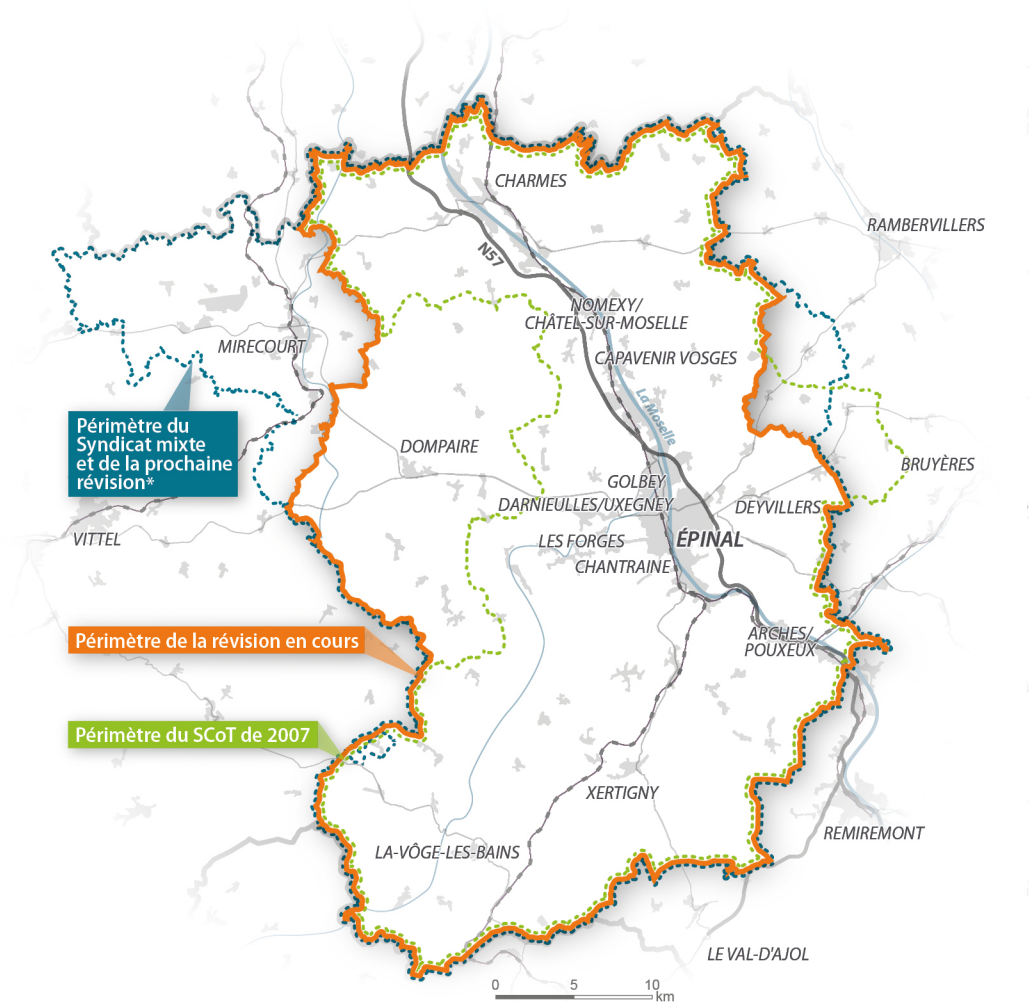 CHARMES
RAMBERVILLERS
N57
NOMEXY/
CHÂTEL-SUR-MOSELLE
MIRECOURT
CAPAVENIR VOSGES
La Moselle
Périmètre du
Syndicat mixte
et de la prochaine
révision*
DOMPAIRE
BRUYÈRES
GOLBEY
DARNIEULLES/UXEGNEY
DEYVILLERS
VITTEL
LES FORGES
ÉPINAL
CHANTRAINE
Périmètre de la révision en cours
ARCHES/
POUXEUX
Périmètre du SCoT de 2007
XERTIGNY
REMIREMONT
LA-VÔGE-LES-BAINS
LE VAL-D'AJOL
0 5 10
km